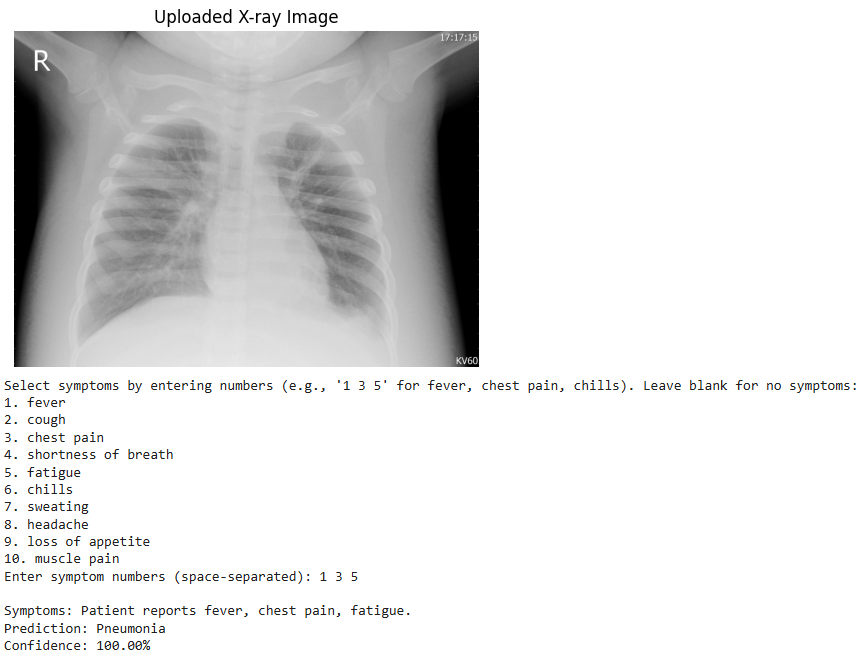 Uploaded X-ray Image
17:17:15
R
KV60
Select symptoms by entering numbers (e.g., '1 3 5' for fever, chest pain, chills). Leave blank for no symptoms:
1. fever
2. cough
3. chest pain
4. shortness of breath
5. fatigue
6. chills
7. sweating
8. headache
9. loss of appetite
10. muscle pain
Enter symptom numbers (space-separated): 1 3 5
Symptoms: Patient reports fever, chest pain, fatigue.
Prediction: Pneumonia
Confidence: 100.00%